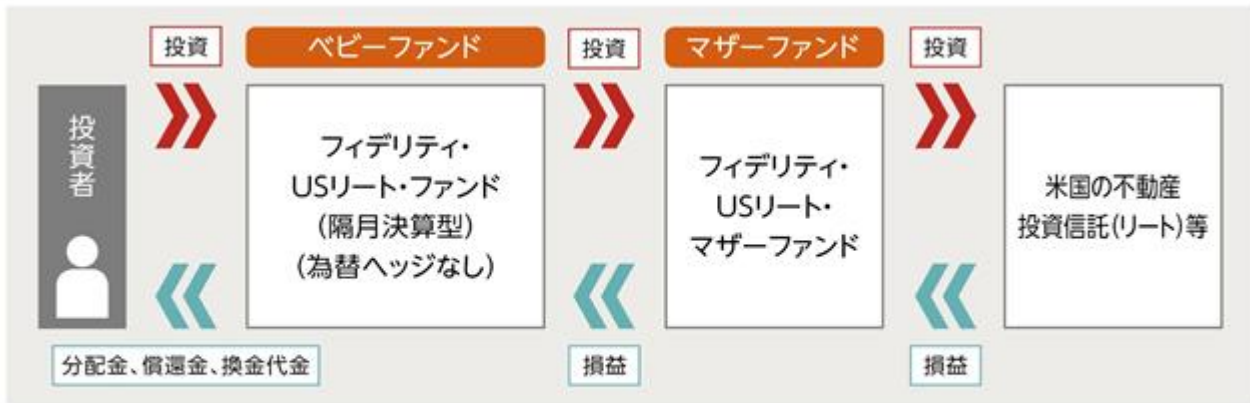 投資
ベビーファンド
投資
マザーファンド
投資
投資者
フィデリティ・
USリート・ファンド
(隔月決算型)
(為替ヘッジなし)
フィデリティ・
USリート・
マザーファンド
米国の不動産
投資信託(リート)等
分配金、償還金、換金代金
損益
損益